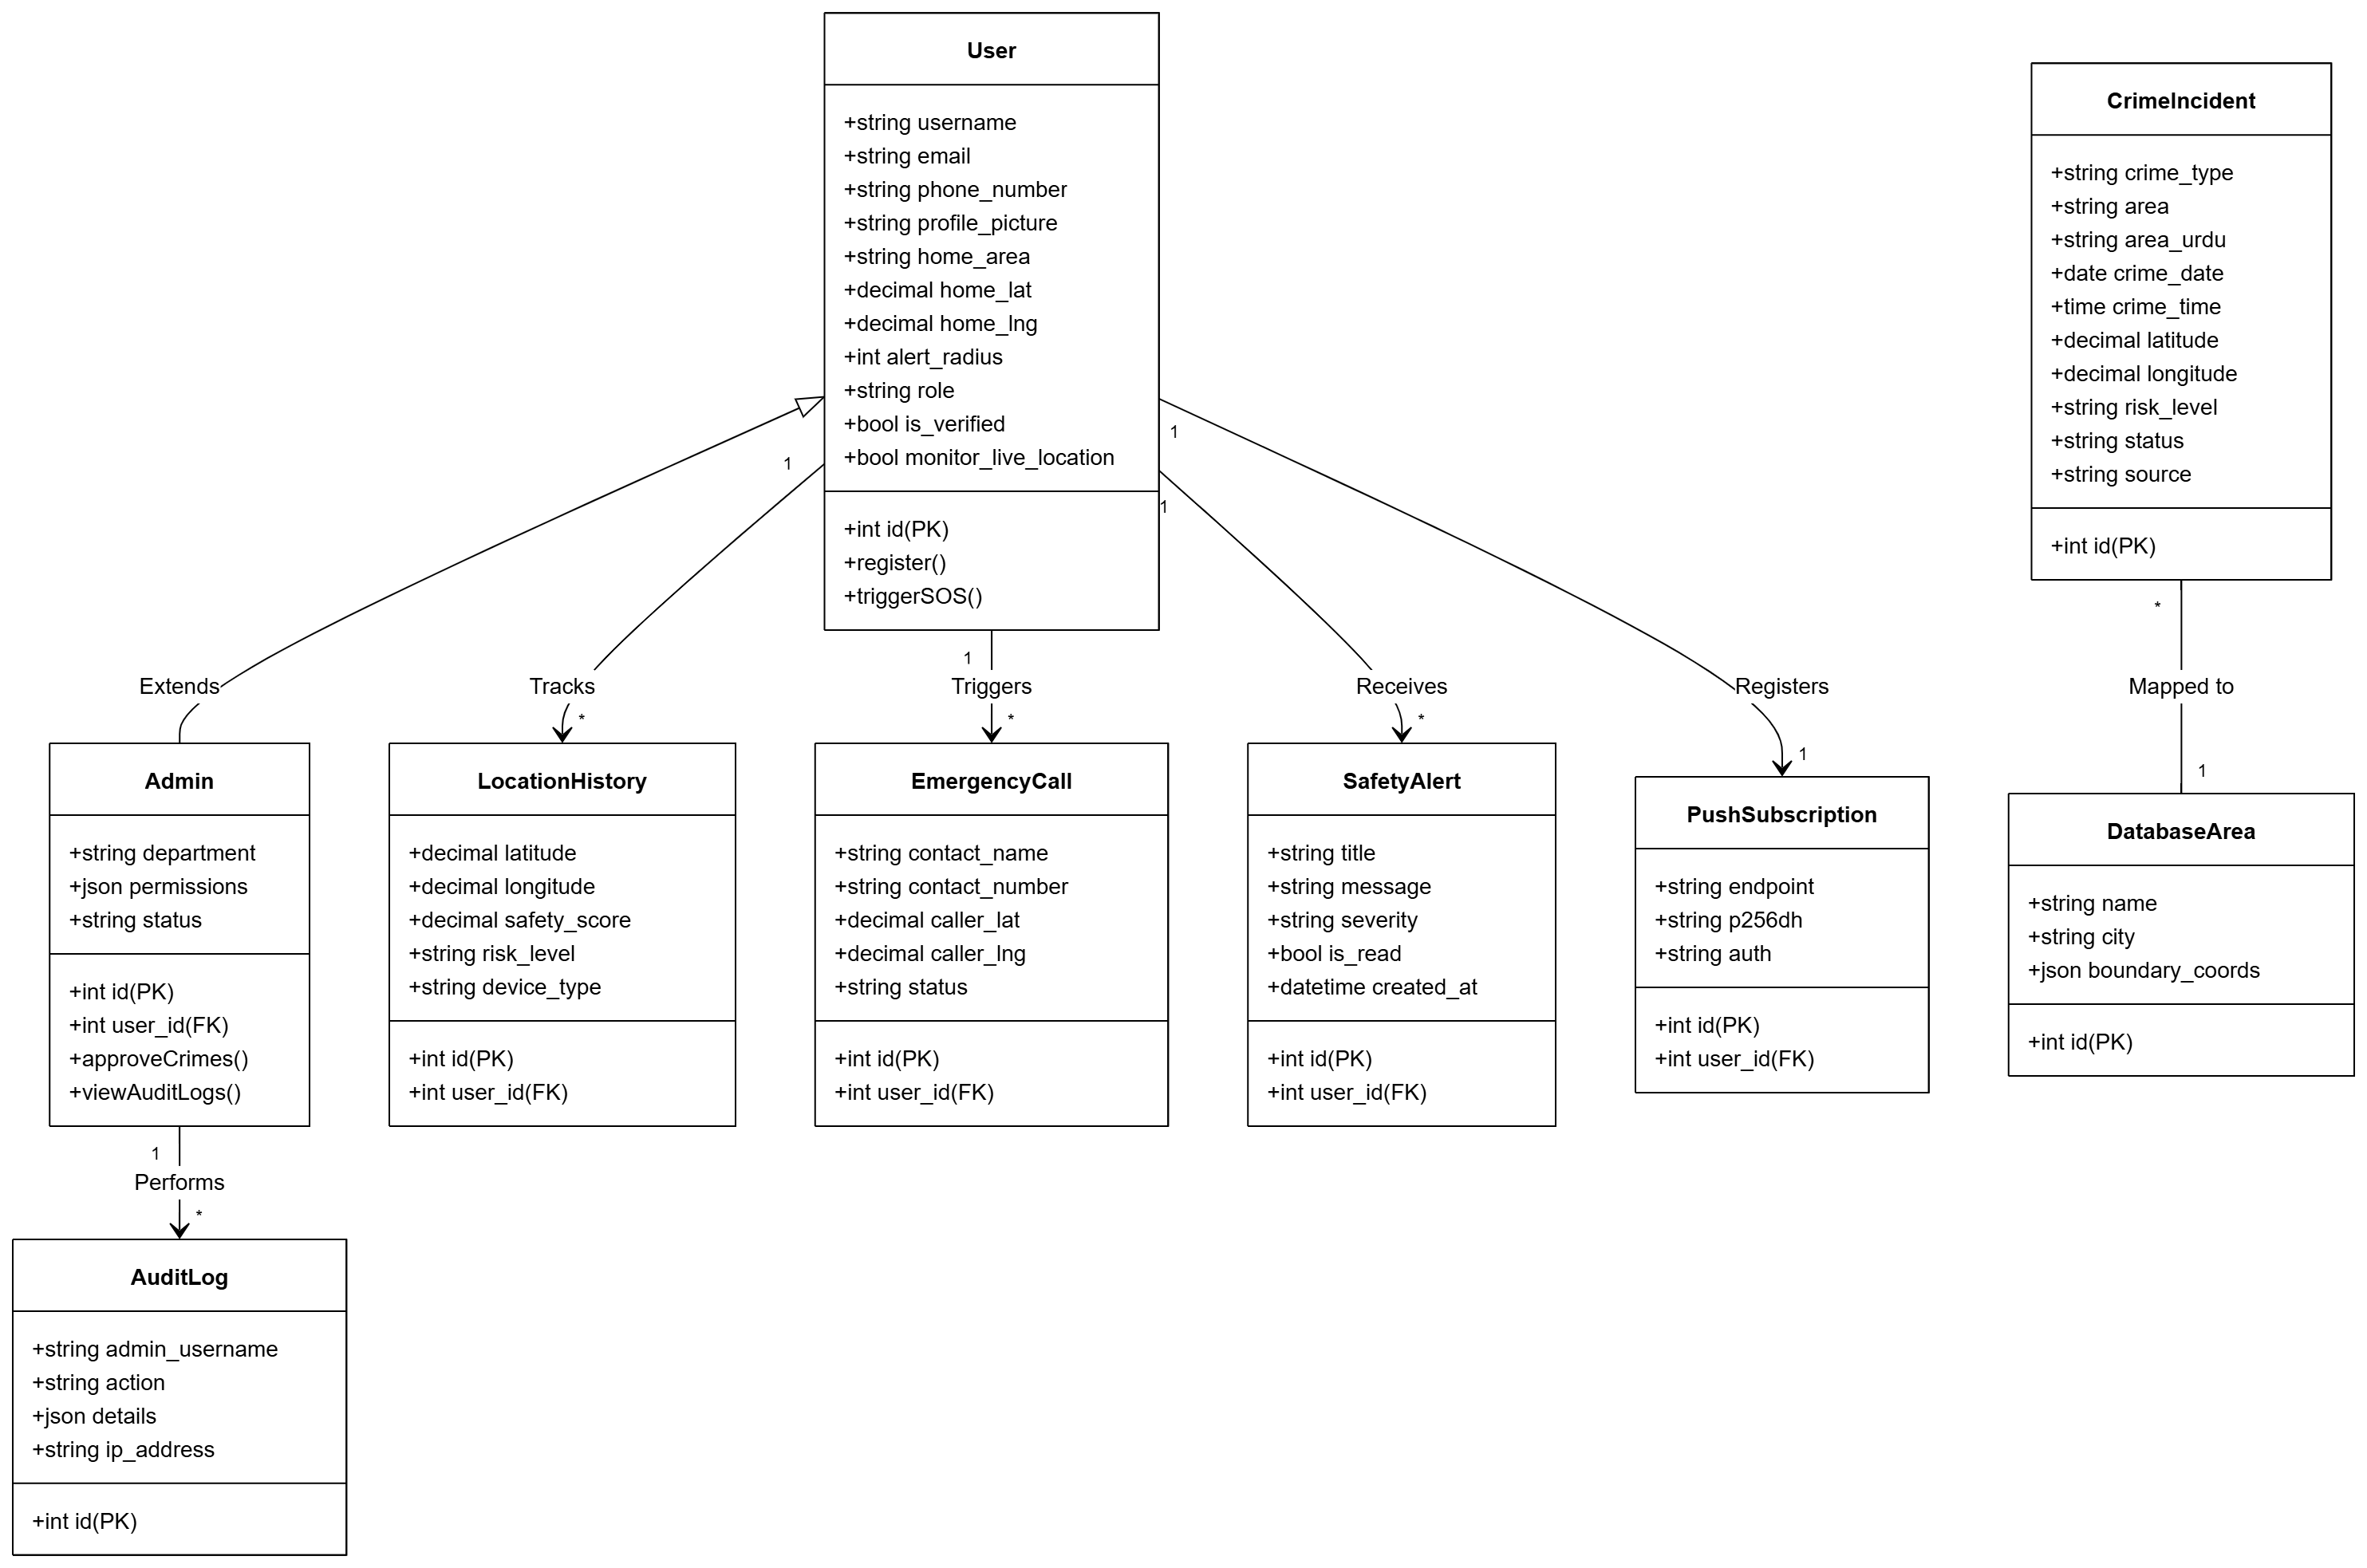 User
+string username
+string email
+string phone_number
+string profile_picture
+string home_area
+decimal home_lat
+decimal home_lng
+int alert_radius
+string role
+bool is_verified
+bool monitor_live_location
+int id(PK)
+register()
+triggerSOS()
CrimeIncident
+string crime_type
+string area
+string area_urdu
+date crime_date
+time crime_time
+decimal latitude
+decimal longitude
+string risk_level
+string status
+string source
+int id(PK)
1
1
1
1
*
Extends
Tracks
Triggers
Receives
Registers
Mapped to
*
*
*
1
1
Admin
+string department
+json permissions
+string status
+int id(PK)
+int user_id(FK)
+approveCrimes()
+viewAuditLogs()
LocationHistory
+decimal latitude
+decimal longitude
+decimal safety_score
+string risk_level
+string device_type
+int id(PK)
+int user_id(FK)
EmergencyCall
+string contact_name
+string contact_number
+decimal caller_lat
+decimal caller_lng
+string status
+int id(PK)
+int user_id(FK)
SafetyAlert
+string title
+string message
+string severity
+bool is_read
+datetime created_at
+int id(PK)
+int user_id(FK)
PushSubscription
+string endpoint
+string p256dh
+string auth
+int id(PK)
+int user_id(FK)
DatabaseArea
+string name
+string city
+json boundary_coords
+int id(PK)
1
Performs
*
AuditLog
+string admin_username
+string action
+json details
+string ip_address
+int id(PK)